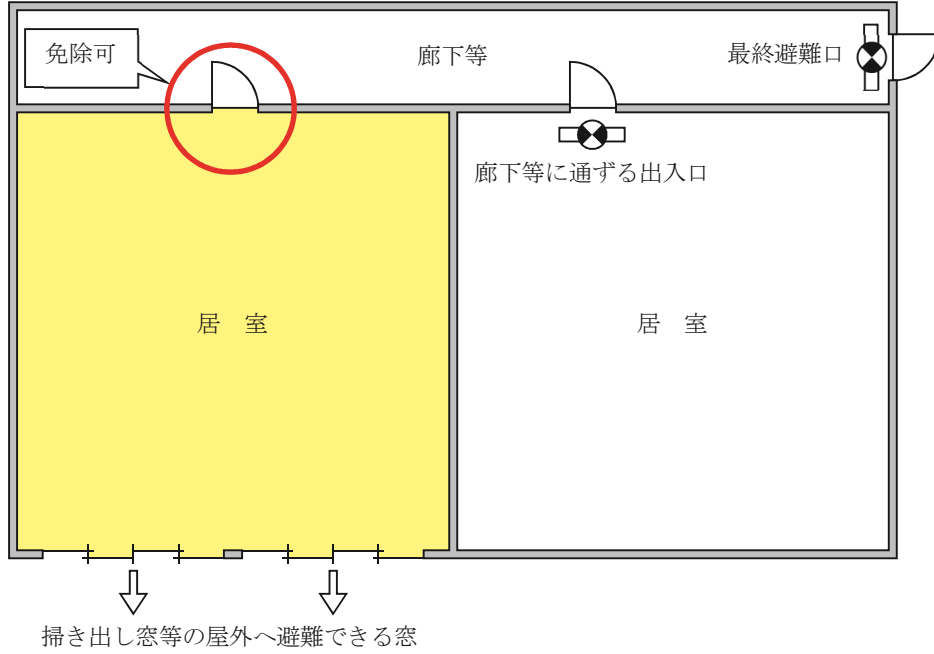 免除可
廊下等
最終避難口
廊下等に通ずる出入口
居　室
居　室
掃き出し窓等の屋外へ避難できる窓